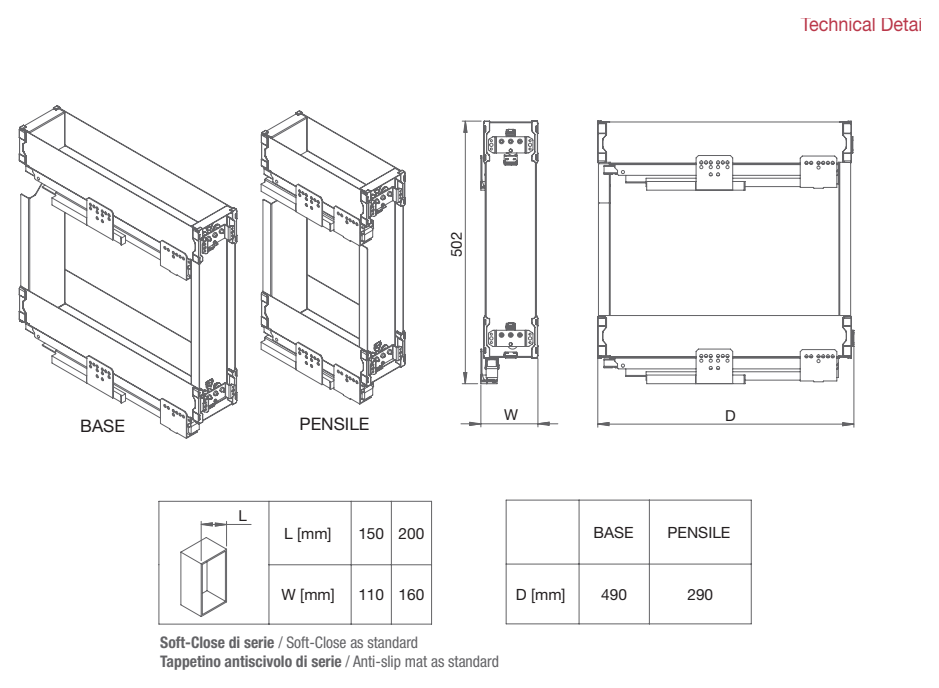 Technical Detai
502
BASE
PENSILE
W
D
L
L [mm] 150 200
W [mm] 110 160
BASE PENSILE
D [mm] 490 290
Soft-Close di serie / Soft-Close as standard
Tappetino antiscivolo di serie / Anti-slip mat as standard